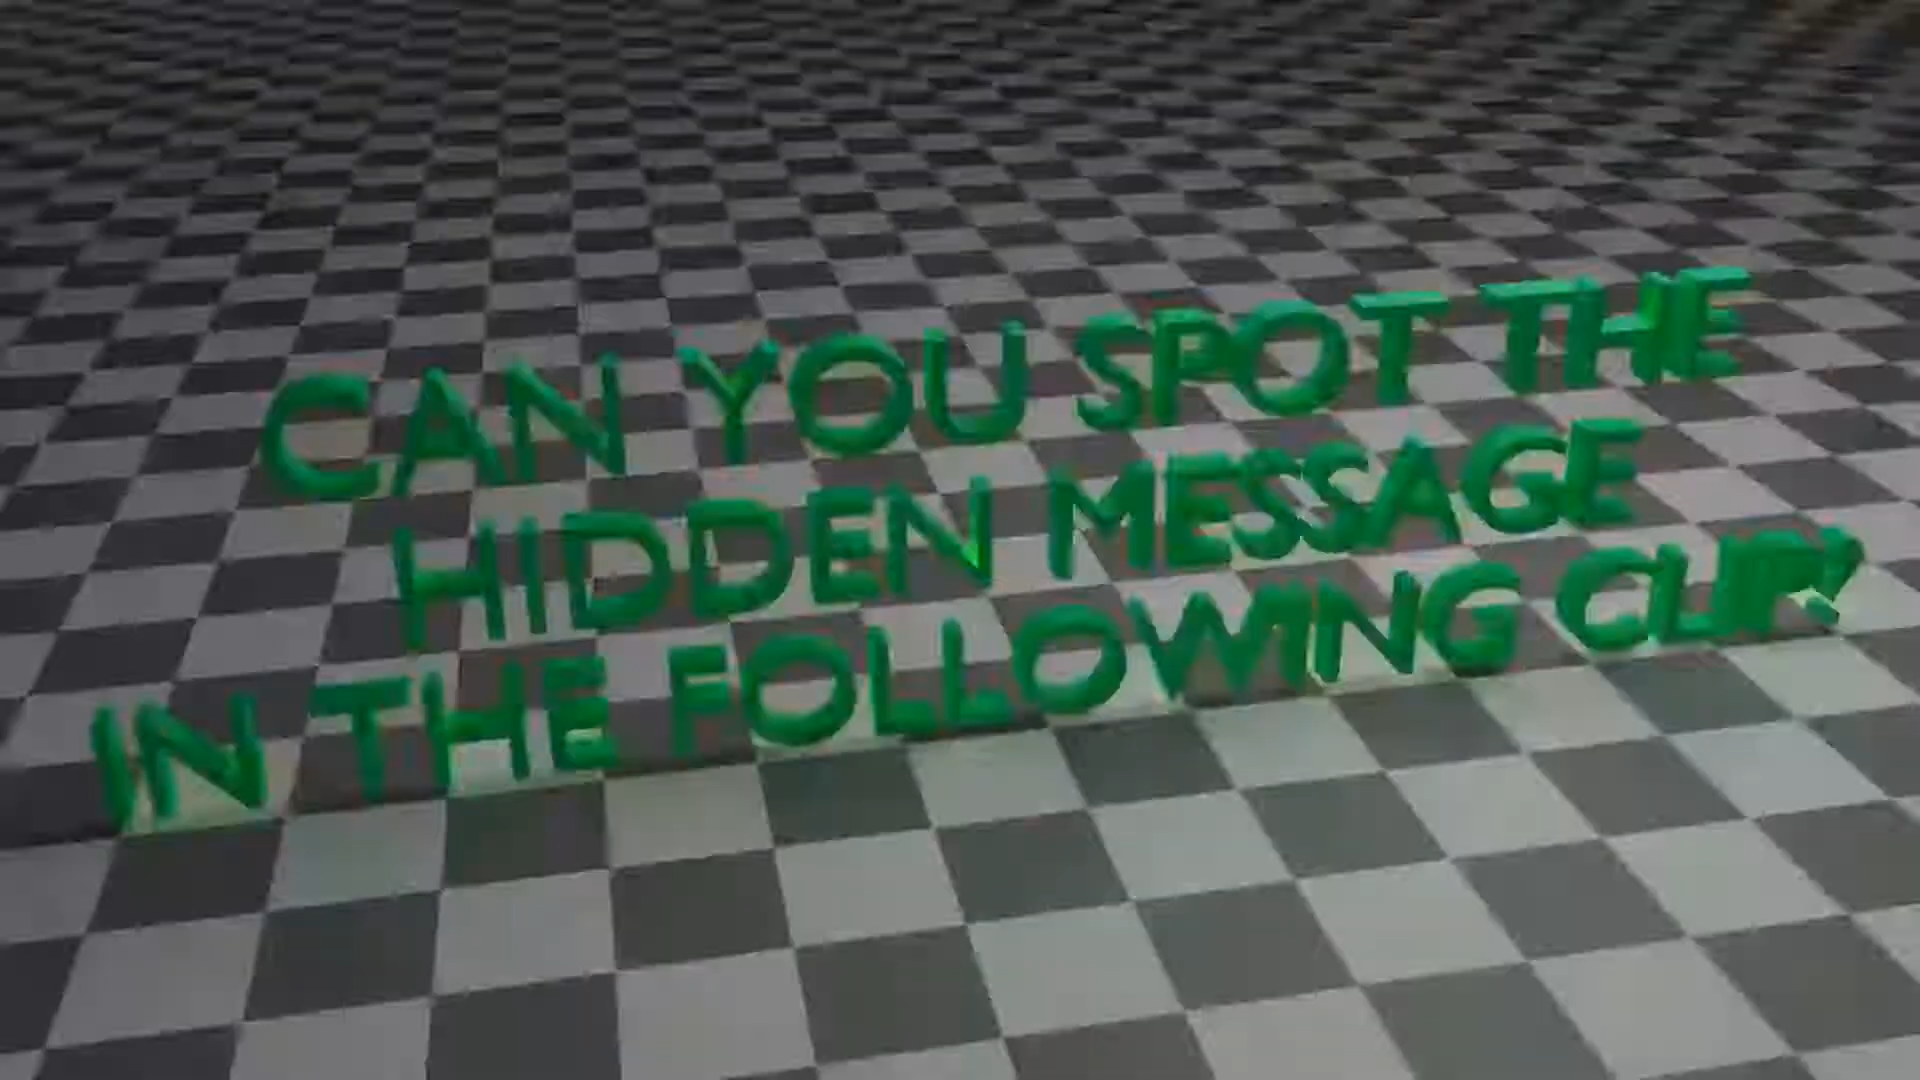 CAN YOU SPOT THE
HIDDEN MESSAGE
IN THE FOLLOWING CLIP?